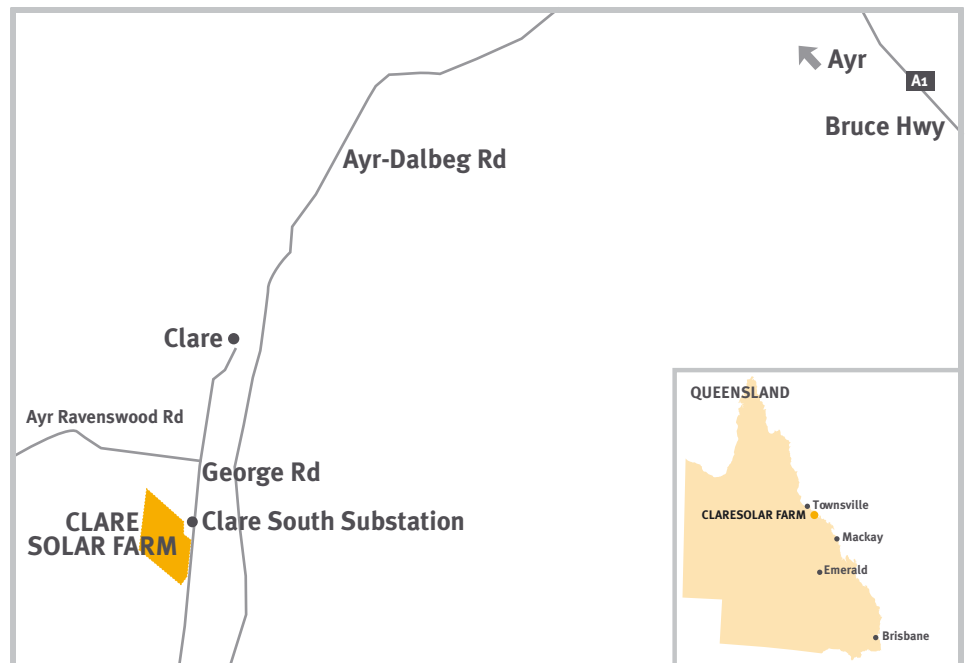 Ayr
A1
Bruce Hwy
Ayr-Dalbeg Rd
Clare
Ayr Ravenswood Rd
George Rd
Clare South Substation
CLARE
SOLAR FARM
QUEENSLAND
Townsville
CLARESOLAR FARM
Mackay
Emerald
Brisbane